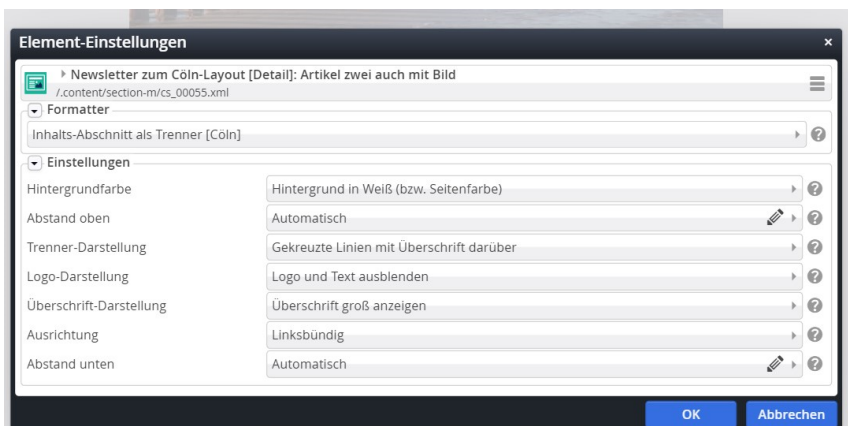 Element-Einstellungen ×
Newsletter zum Cöln-Layout [Detail]: Artikel zwei auch mit Bild
/.content/section-m/cs_00055.xml
Formatter
Inhalts-Abschnitt als Trenner [Cöln] ?
Einstellungen
Hintergrundfarbe Hintergrund in Weiß (bzw. Seitenfarbe) ?
Abstand oben Automatisch ?
Trenner-Darstellung Gekreuzte Linien mit Überschrift darüber ?
Logo-Darstellung Logo und Text ausblenden ?
Überschrift-Darstellung Überschrift groß anzeigen ?
Ausrichtung Linksbündig ?
Abstand unten Automatisch ?
OK Abbrechen